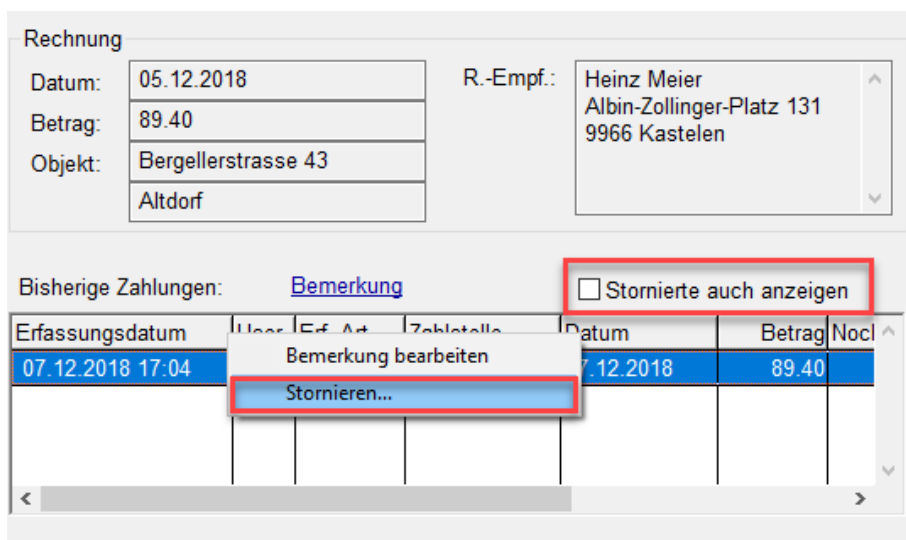 Rechnung
Datum: 05.12.2018 R.-Empf.: Heinz Meier
Albin-Zollinger-Platz 131
Betrag: 89.40
9966 Kastelen
Objekt: Bergellerstrasse 43
Altdorf
Bisherige Zahlungen: Bemerkung Stornierte auch anzeigen
Erfassungsdatum Datum Betrag
Bemerkung bearbeiten
07.12.2018 17:04 .12.2018 89.40
Stornieren...